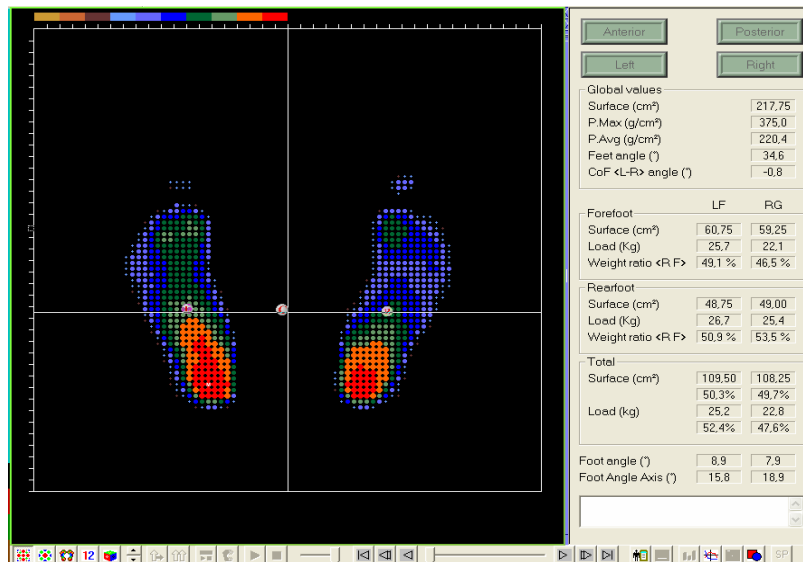 Anterior Posterior
Left Right
Global values
Surface (cm²) 217,75
P.Max (g/cm²) 375,0
P.Avg (g/cm²) 220,4
Feet angle (°) 34,6
CoF <L-R> angle (°) -0,8
LF RG
Forefoot
Surface (cm²) 60,75 59,25
Load (Kg) 25,7 22,1
Weight ratio <R F> 49,1 % 46,5 %
Rearfoot
Surface (cm²) 48,75 49,00
Load (Kg) 26,7 25,4
Weight ratio <R F> 50,9 % 53,5 %
Total
Surface (cm²) 109,50 108,25
50,3% 49,7%
Load (kg) 25,2 22,8
52,4% 47,6%
Foot angle (°) 8,9 7,9
Foot Angle Axis (°) 15,8 18,9
12 SP